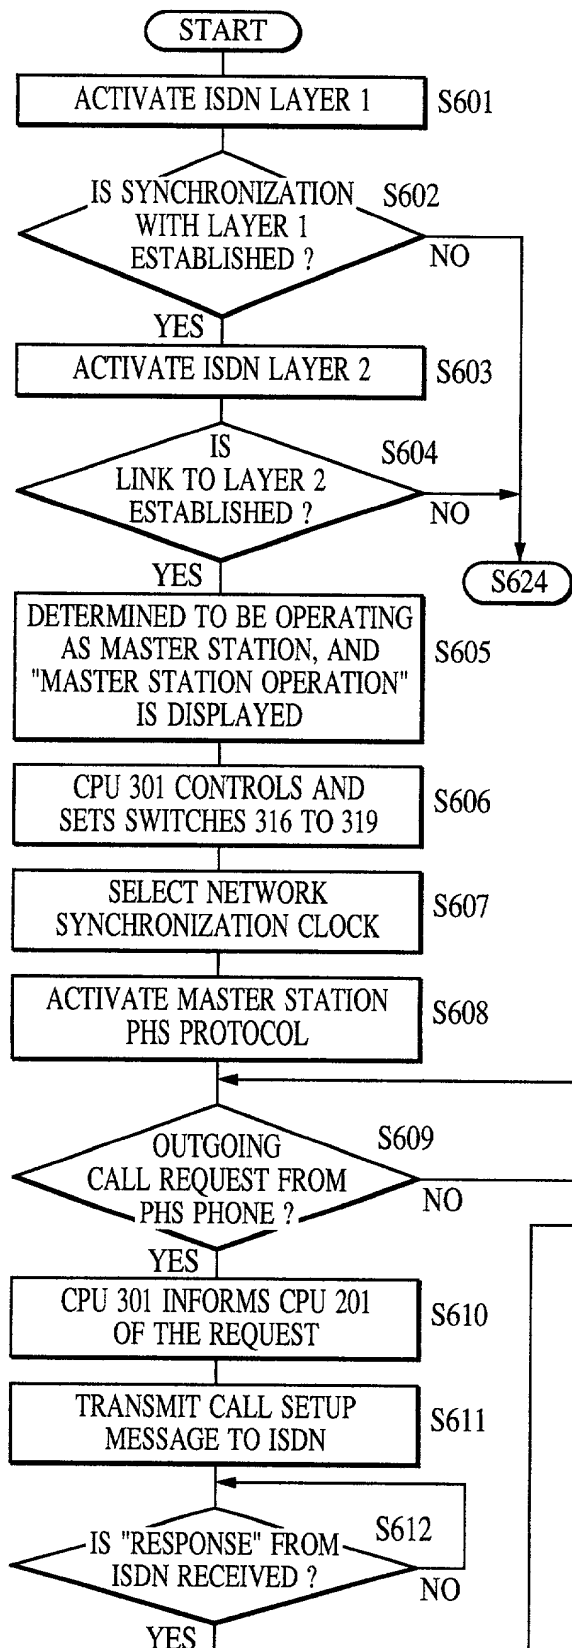 START
ACTIVATE ISDN LAYER 1
S601
IS SYNCHRONIZATION
WITH LAYER 1
ESTABLISHED ?
S602
NO
YES
ACTIVATE ISDN LAYER 2
S603
IS
LINK TO LAYER 2
ESTABLISHED ?
S604
NO
YES
S624
DETERMINED TO BE OPERATING
AS MASTER STATION, AND
"MASTER STATION OPERATION"
IS DISPLAYED
S605
CPU 301 CONTROLS AND
SETS SWITCHES 316 TO 319
S606
SELECT NETWORK
SYNCHRONIZATION CLOCK
S607
ACTIVATE MASTER STATION
PHS PROTOCOL
S608
OUTGOING
CALL REQUEST FROM
PHS PHONE ?
S609
NO
YES
CPU 301 INFORMS CPU 201
OF THE REQUEST
S610
TRANSMIT CALL SETUP
MESSAGE TO ISDN
S611
IS "RESPONSE" FROM
ISDN RECEIVED ?
S612
NO
YES